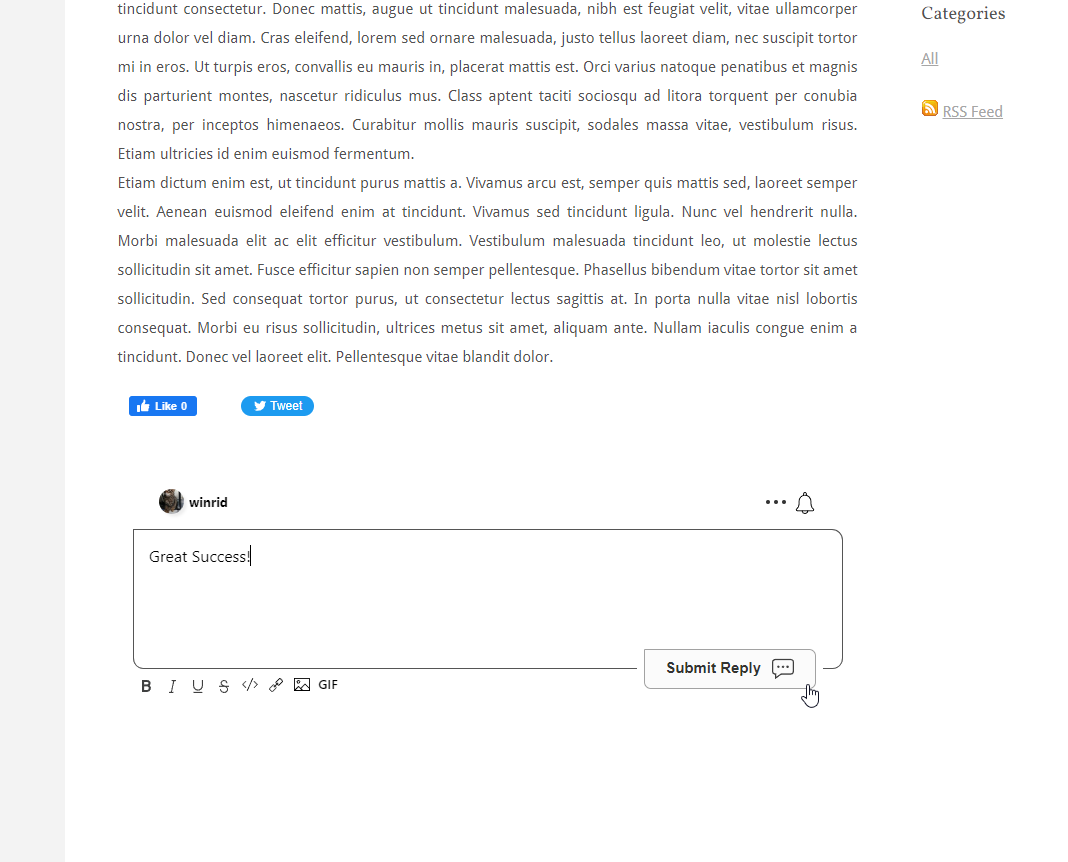 tincidunt consectetur. Donec mattis, augue ut tincidunt malesuada, nibh est feugiat velit, vitae ullamcorper
urna dolor vel diam. Cras eleifend, lorem sed ornare malesuada, justo tellus laoreet diam, nec suscipit tortor
mi in eros. Ut turpis eros, convallis eu mauris in, placerat mattis est. Orci varius natoque penatibus et magnis
dis parturient montes, nascetur ridiculus mus. Class aptent taciti sociosqu ad litora torquent per conubia
nostra, per inceptos himenaeos. Curabitur mollis mauris suscipit, sodales massa vitae, vestibulum risus.
Etiam ultricies id enim euismod fermentum.
Etiam dictum enim est, ut tincidunt purus mattis a. Vivamus arcu est, semper quis mattis sed, laoreet semper
velit. Aenean euismod eleifend enim at tincidunt. Vivamus sed tincidunt ligula. Nunc vel hendrerit nulla.
Morbi malesuada elit ac elit efficitur vestibulum. Vestibulum malesuada tincidunt leo, ut molestie lectus
sollicitudin sit amet. Fusce efficitur sapien non semper pellentesque. Phasellus bibendum vitae tortor sit amet
sollicitudin. Sed consequat tortor purus, ut consectetur lectus sagittis at. In porta nulla vitae nisl lobortis
consequat. Morbi eu risus sollicitudin, ultrices metus sit amet, aliquam ante. Nullam iaculis congue enim a
tincidunt. Donec vel laoreet elit. Pellentesque vitae blandit dolor.
Like 0
Tweet
winrid
Great Success!
Submit Reply
B I U S </> GIF
Categories
All
RSS Feed